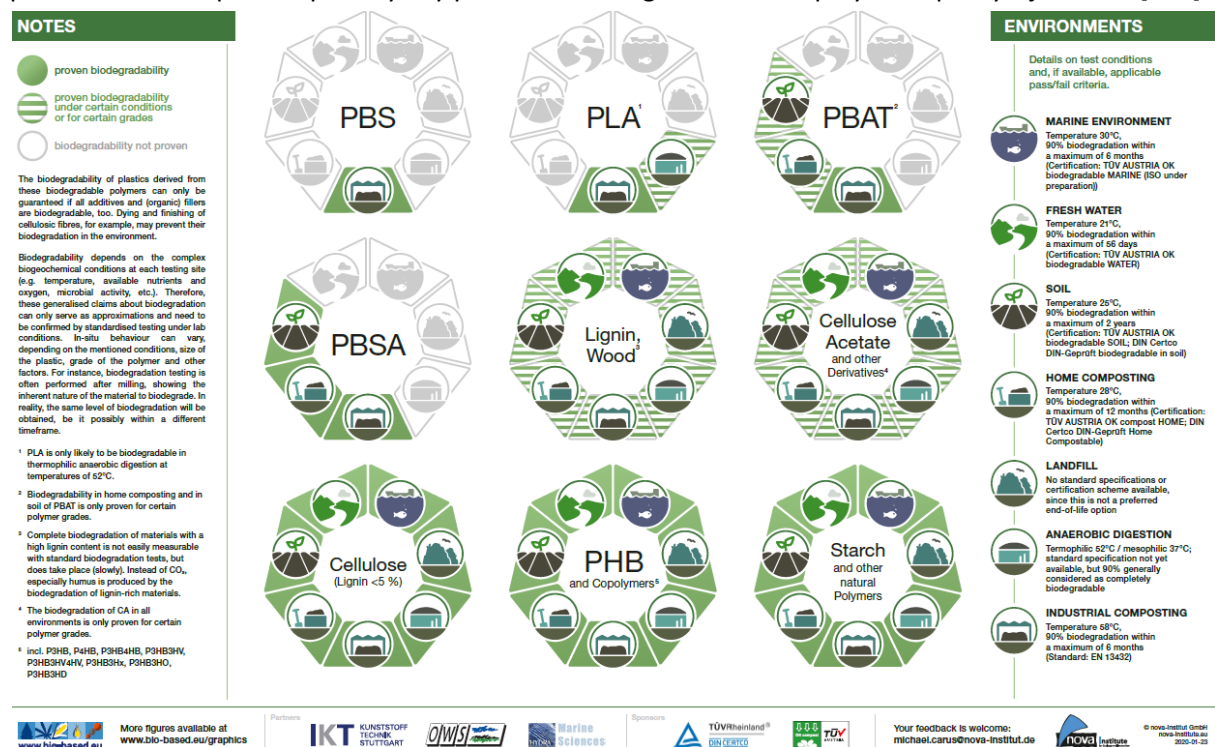 NOTES
proven biodegradability
proven biodegradability
under certain conditions
or for certain grades
biodegradability not proven
The biodegradability of plastics derived from
these biodegradable polymers can only be
guaranteed if all additives and (organic) fillers
are biodegradable, too. Dying and finishing of
cellulosic fibres, for example, may prevent their
biodegradation in the environment.
Biodegradability depends on the complex
biogeochemical conditions at each testing site
(e.g. temperature, available nutrients and
oxygen, microbial activity, etc.). Therefore,
these generalised claims about biodegradation
can only serve as approximations and need to
be confirmed by standardised testing under lab
conditions. In-situ behaviour can vary,
depending on the mentioned conditions, size of
the plastic, grade of the polymer and other
factors. For instance, biodegradation testing is
often performed after milling, showing the
inherent nature of the material to biodegrade. In
reality, the same level of biodegradation will be
obtained, be it possibly within a different
timeframe.
¹ PLA is only likely to be biodegradable in
thermophilic anaerobic digestion at
temperatures of 52°C.
² Biodegradability in home composting and in
soil of PBAT is only proven for certain
polymer grades.
³ Complete biodegradation of materials with a
high lignin content is not easily measurable
with standard biodegradation tests, but
does take place (slowly). Instead of CO₂,
especially humus is produced by the
biodegradation of lignin-rich materials.
⁴ The biodegradation of CA in all
environments is only proven for certain
polymer grades.
⁵ incl. P3HB, P4HB, P3HB4HB, P3HB3HV,
P3HB3HV4HV, P3HB3Hx, P3HB3HO,
P3HB3HD
PBS
PLA¹
PBAT²
PBSA
Lignin,
Wood³
Cellulose
Acetate
and other
Derivatives⁴
Cellulose
(Lignin <5 %)
PHB
and Copolymers⁵
Starch
and other
natural
Polymers
ENVIRONMENTS
Details on test conditions
and, if available, applicable
pass/fail criteria.
MARINE ENVIRONMENT
Temperature 30°C,
90% biodegradation within
a maximum of 6 months
(Certification: TÜV AUSTRIA OK
biodegradable MARINE (ISO under
preparation))
FRESH WATER
Temperature 21°C,
90% biodegradation within
a maximum of 56 days
(Certification: TÜV AUSTRIA OK
biodegradable WATER)
SOIL
Temperature 25°C,
90% biodegradation within
a maximum of 2 years
(Certification: TÜV AUSTRIA OK
biodegradable SOIL; DIN Certco
DIN-Geprüft biodegradable in soil)
HOME COMPOSTING
Temperature 28°C,
90% biodegradation within
a maximum of 12 months (Certification:
TÜV AUSTRIA OK compost HOME; DIN
Certco DIN-Geprüft Home
Compostable)
LANDFILL
No standard specifications or
certification scheme available,
since this is not a preferred
end-of-life option
ANAEROBIC DIGESTION
Termophilic 52°C / mesophilic 37°C;
standard specification not yet
available, but 90% generally
considered as completely
biodegradable
INDUSTRIAL COMPOSTING
Temperature 58°C,
90% biodegradation within
a maximum of 6 months
(Standard: EN 13432)
www.bio-based.eu
More figures available at
www.bio-based.eu/graphics
Partners
IKT KUNSTSTOFF
TECHNIK
STUTTGART
OWS
HYDRA Marine
Sciences
Sponsors
TÜVRheinland®
DIN CERTCO
TÜV
AUSTRIA
Your feedback is welcome:
michael.carus@nova-institut.de
nova Institute
© nova-Institut GmbH
nova-institute.eu
2020-01-23